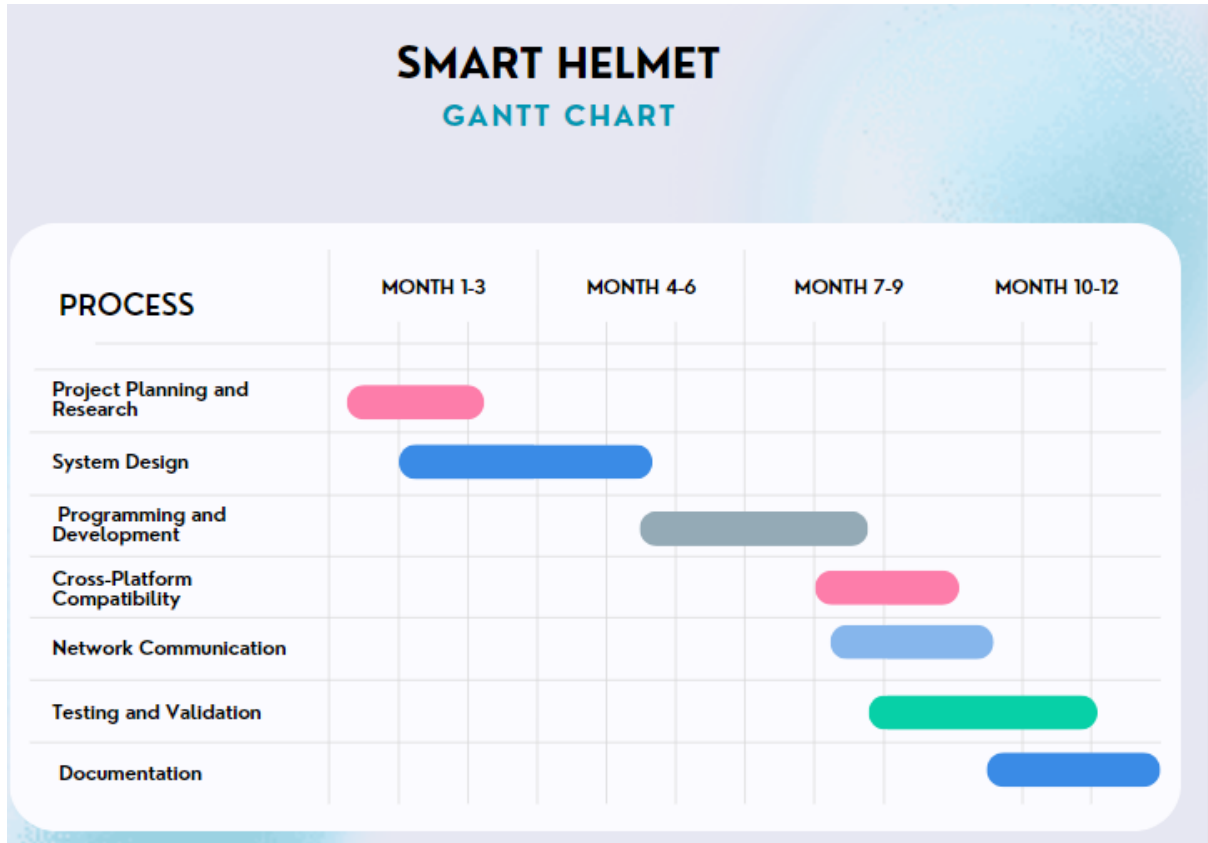 SMART HELMET
GANTT CHART
PROCESS
MONTH 1-3
MONTH 4-6
MONTH 7-9
MONTH 10-12
Project Planning and
Research
System Design
Programming and
Development
Cross-Platform
Compatibility
Network Communication
Testing and Validation
Documentation